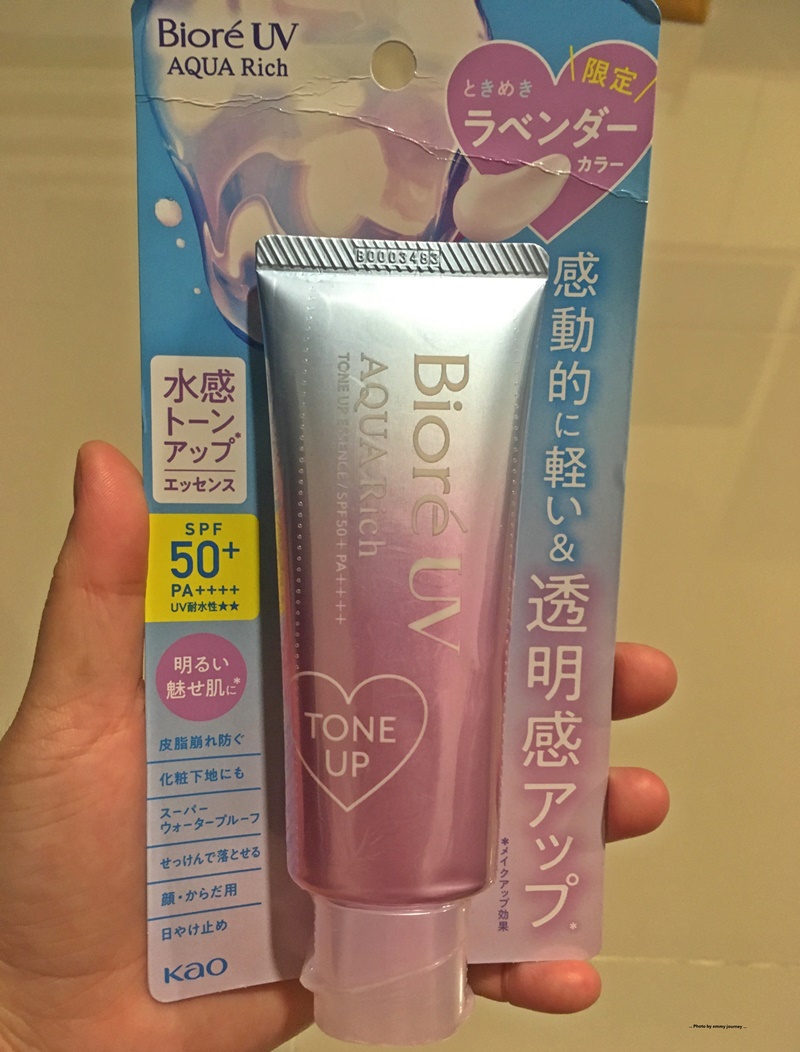 Bioré UV
AQUA Rich
限定
ときめき
ラベンダー
カラー
B0003483
Bioré UV
AQUA Rich
TONE UP ESSENCE / SPF50+ PA++++
TONE
UP
感動的に軽い&
透明感アップ*
*メイクアップ効果
水感
トーン
アップ*
エッセンス
SPF
50+
PA++++
UV耐水性★★
明るい
魅せ肌に*
皮脂崩れ防ぐ
化粧下地にも
スーパー
ウォータープルーフ
せっけんで落とせる
顔・からだ用
日やけ止め
Kao
... Photo by emmy journey ...